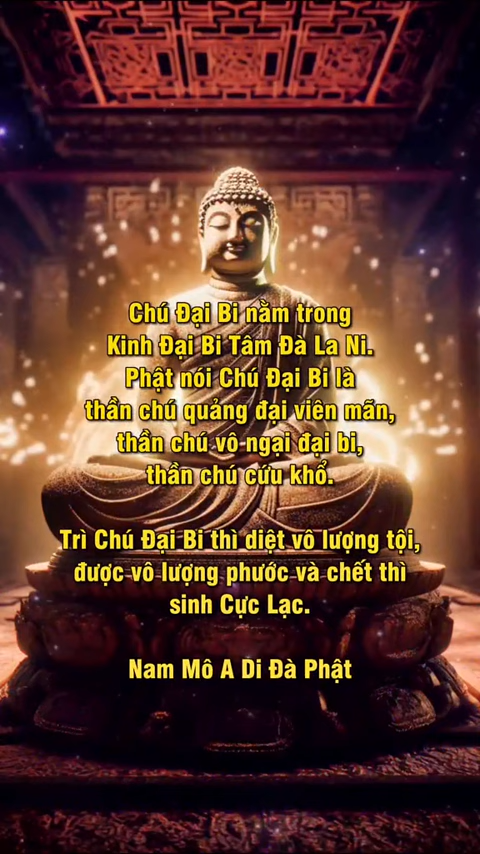 Chú Đại Bi nằm trong
Kinh Đại Bi Tâm Đà La Ni.
Phật nói Chú Đại Bi là
thần chú quảng đại viên mãn,
thần chú vô ngại đại bi,
thần chú cứu khổ.
Trì Chú Đại Bi thì diệt vô lượng tội,
được vô lượng phước và chết thì
sinh Cực Lạc.
Nam Mô A Di Đà Phật